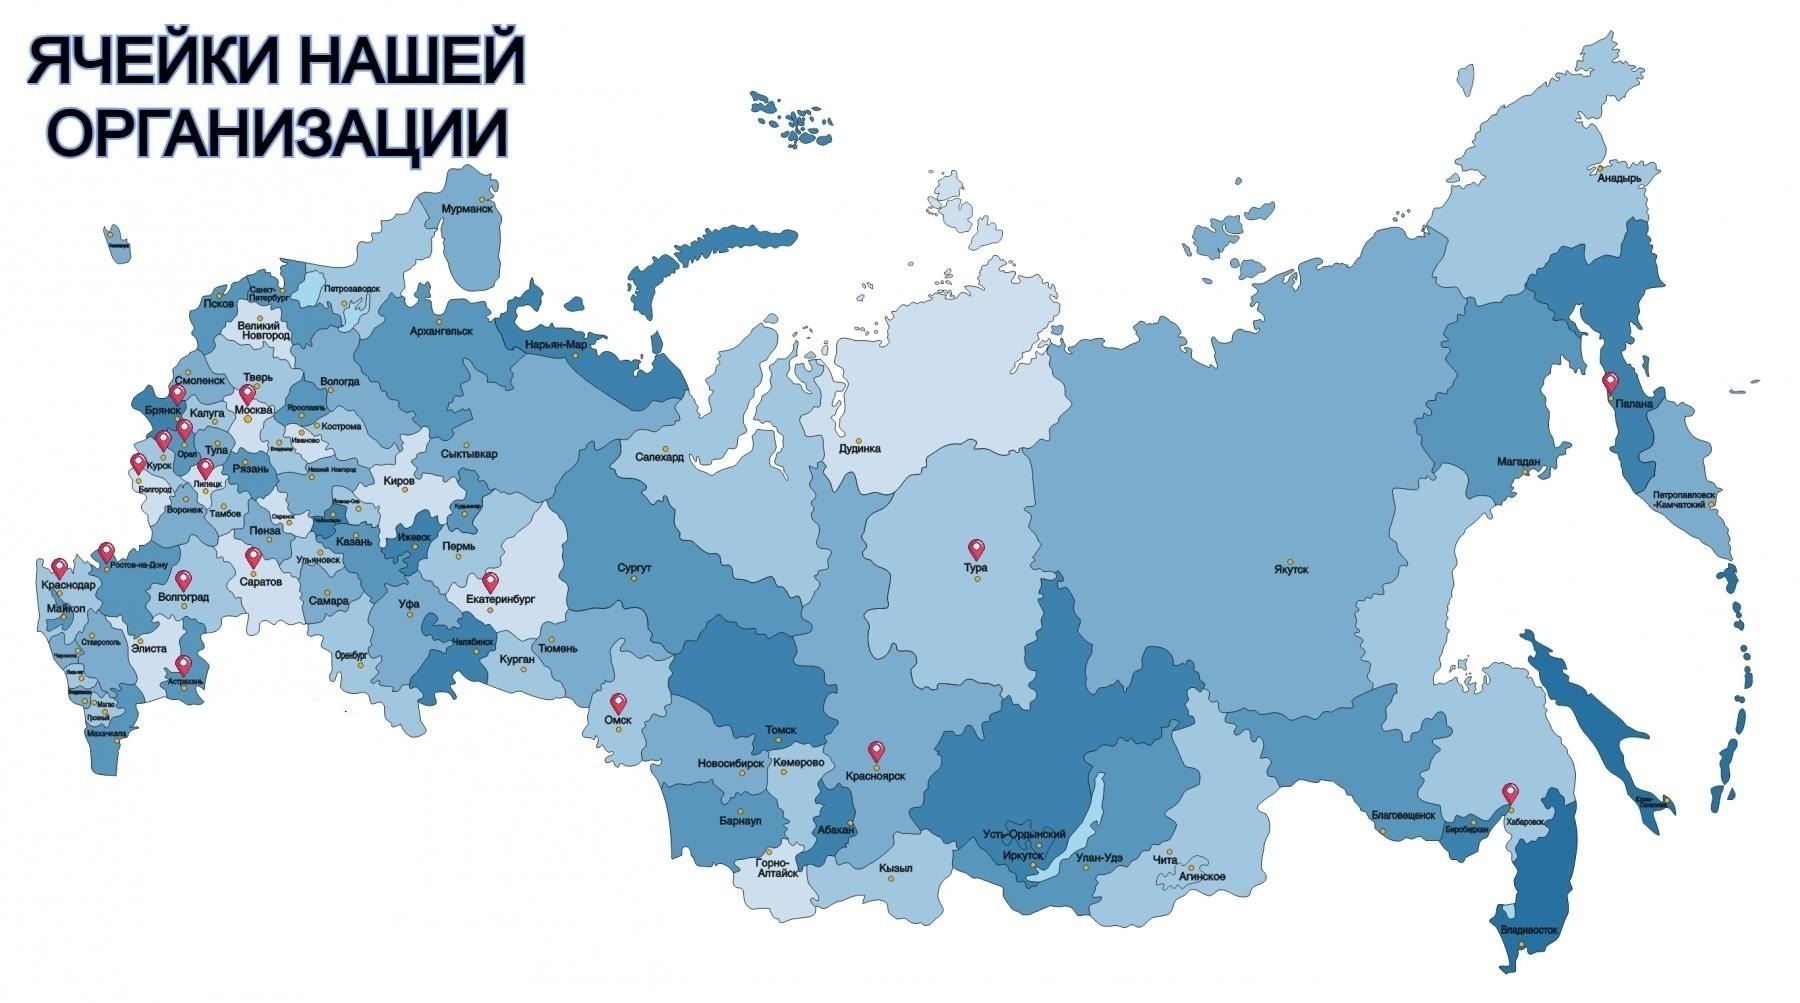 ЯЧЕЙКИ НАШЕЙ
ОРГАНИЗАЦИИ
Мурманск
Анадырь
Санкт-
Петербург
Петрозаводск
Псков
Великий
Новгород
Архангельск
Нарьян-Мар
Смоленск
Тверь
Вологда
Брянск
Калуга
Москва
Ярославль
Кострома
Палана
Иваново
Владимир
Орел
Тула
Сыктывкар
Салехард
Дудинка
Курск
Рязань
Нижний Новгород
Магадан
Белгород
Липецк
Киров
Петропавловск
-Камчатский
Воронеж
Тамбов
Саранск
Йошкар-Ола
Чебоксары
Кудымкар
Пенза
Казань
Ижевск
Пермь
Ростов-на-Дону
Ульяновск
Сургут
Тура
Якутск
Краснодар
Саратов
Волгоград
Самара
Екатеринбург
Майкоп
Уфа
Ставрополь
Элиста
Челябинск
Тюмень
Черкесск
Оренбург
Курган
Нальчик
Астрахань
Владикавказ
Магас
Грозный
Омск
Махачкала
Томск
Новосибирск
Кемерово
Красноярск
Южно-
Сахалинск
Барнаул
Абакан
Усть-Ордынский
Благовещенск
Биробиджан
Хабаровск
Горно-
Алтайск
Кызыл
Иркутск
Улан-Удэ
Чита
Агинское
Владивосток